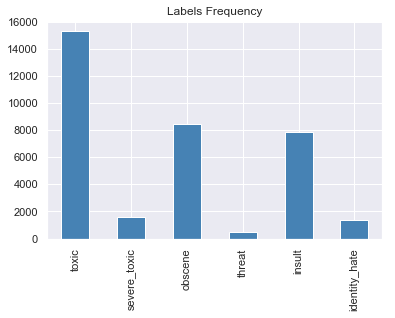 Labels Frequency
16000
14000
12000
10000
8000
6000
4000
2000
0
toxic
severe_toxic
obscene
threat
insult
identity_hate